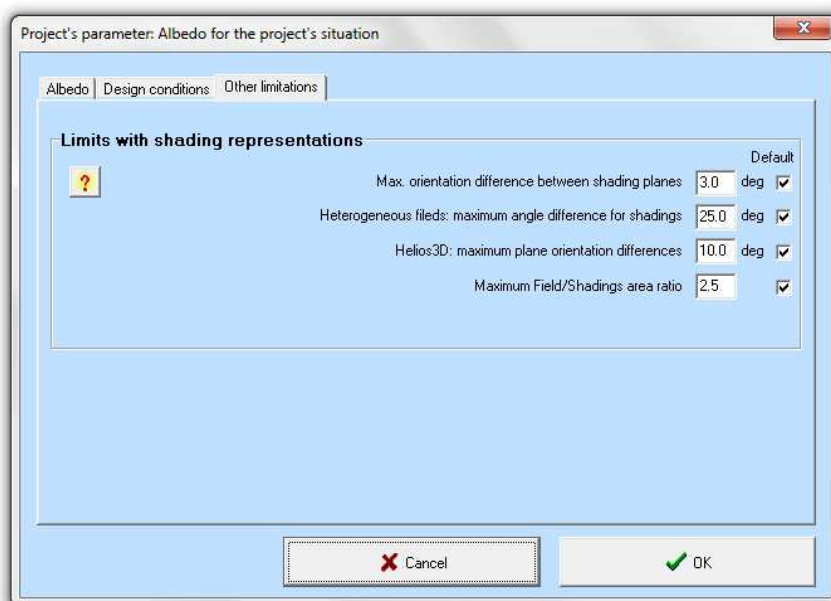 Project's parameter: Albedo for the project's situation
Albedo Design conditions Other limitations
Limits with shading representations
Default
?
Max. orientation difference between shading planes 3.0 deg
Heterogeneous fileds: maximum angle difference for shadings 25.0 deg
Helios3D: maximum plane orientation differences 10.0 deg
Maximum Field/Shadings area ratio 2.5
Cancel OK